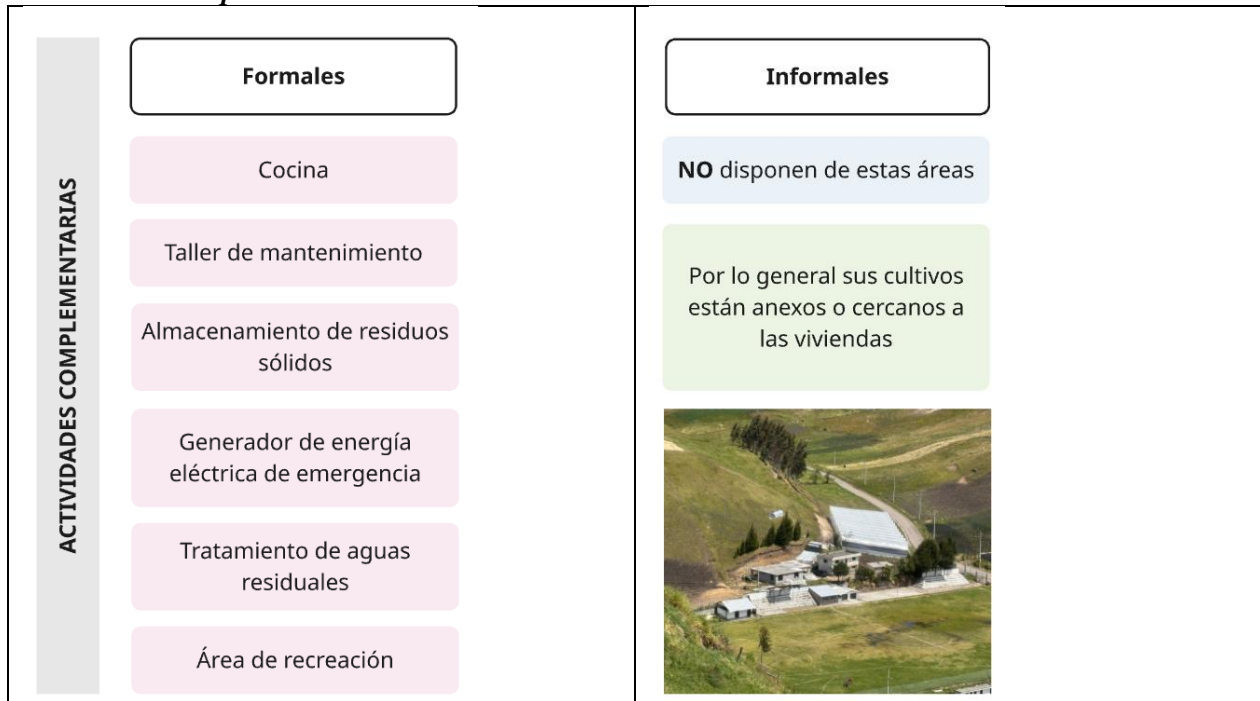 ACTIVIDADES COMPLEMENTARIAS
Formales
Cocina
Taller de mantenimiento
Almacenamiento de residuos
sólidos
Generador de energía
eléctrica de emergencia
Tratamiento de aguas
residuales
Área de recreación
Informales
NO disponen de estas áreas
Por lo general sus cultivos
están anexos o cercanos a
las viviendas